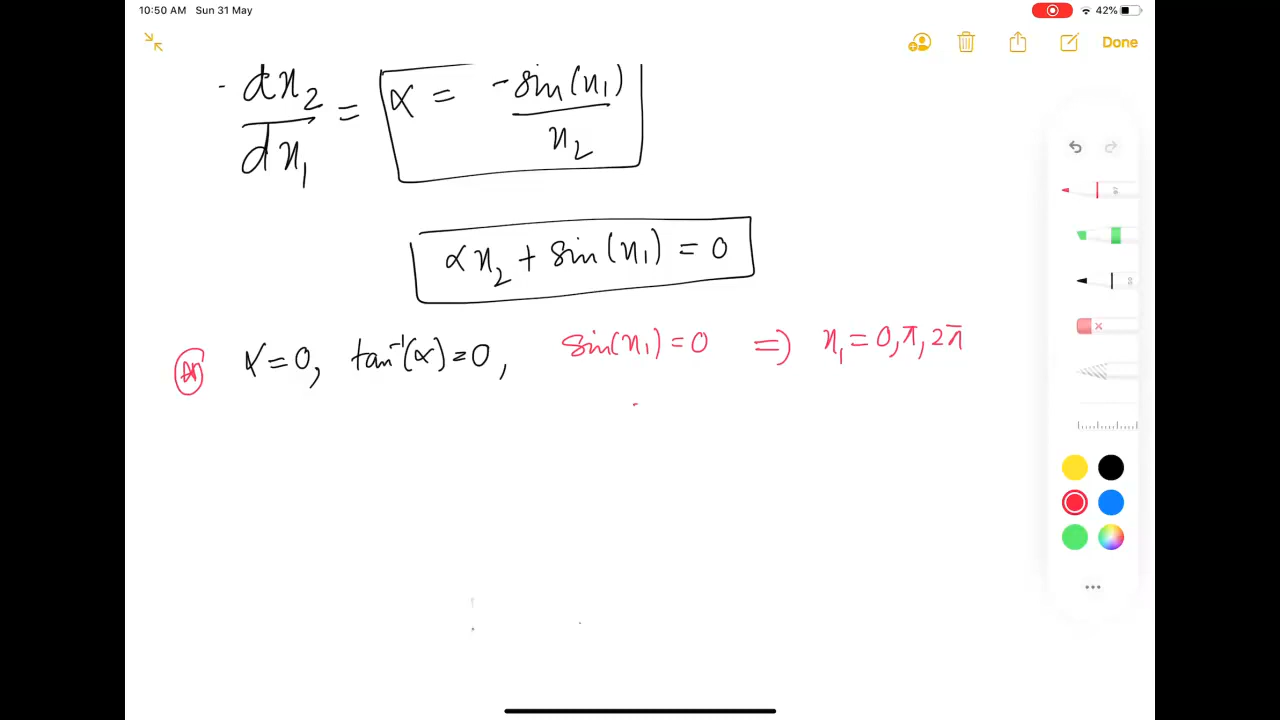 10:50 AM Sun 31 May
42%
Done
dx₂/dx₁ = α = -sin(x₁)/x₂
αx₂ + sin(x₁) = 0
α=0, tan⁻¹(α)=0, sin(x₁)=0 ⇒ x₁ = 0, π, 2π